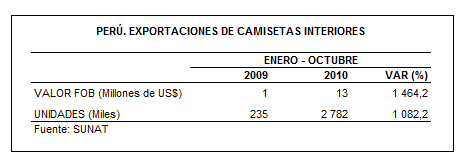 PERÚ. EXPORTACIONES DE CAMISETAS INTERIORES
ENERO - OCTUBRE
2009 2010 VAR (%)
VALOR FOB (Millones de US$) 1 13 1 464,2
UNIDADES (Miles) 235 2 782 1 082,2
Fuente: SUNAT